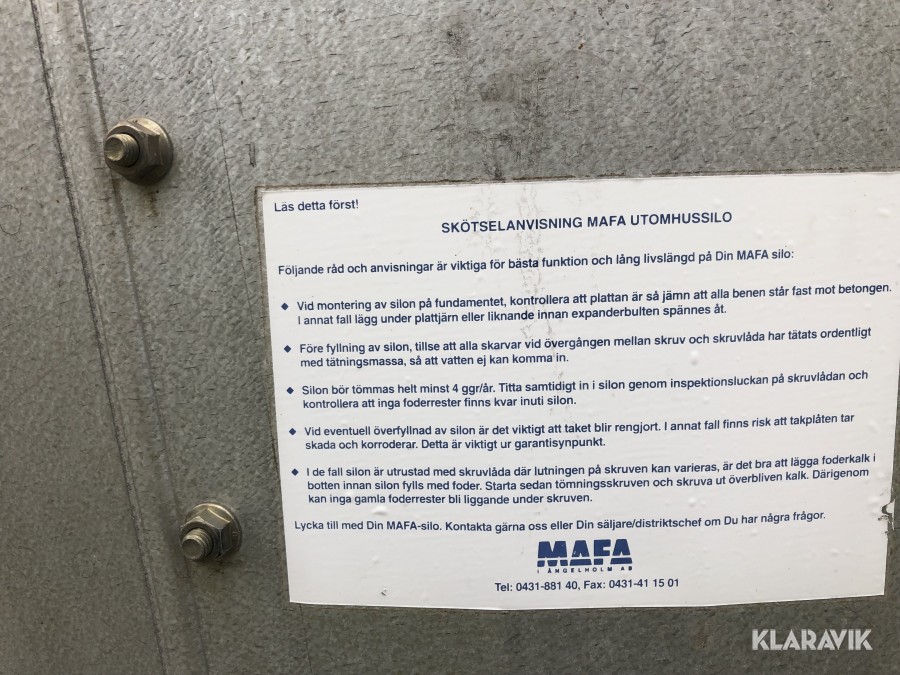 Läs detta först!
SKÖTSELANVISNING MAFA UTOMHUSSILO
Följande råd och anvisningar är viktiga för bästa funktion och lång livslängd på Din MAFA silo:
◆ Vid montering av silon på fundamentet, kontrollera att plattan är så jämn att alla benen står fast mot betongen.
I annat fall lägg under plattjärn eller liknande innan expanderbulten spännes åt.
◆ Före fyllning av silon, tillse att alla skarvar vid övergången mellan skruv och skruvlåda har tätats ordentligt
med tätningsmassa, så att vatten ej kan komma in.
◆ Silon bör tömmas helt minst 4 ggr/år. Titta samtidigt in i silon genom inspektionsluckan på skruvlådan och
kontrollera att inga foderrester finns kvar inuti silon.
◆ Vid eventuell överfyllnad av silon är det viktigt att taket blir rengjort. I annat fall finns risk att takplåten tar
skada och korroderar. Detta är viktigt ur garantisynpunkt.
◆ I de fall silon är utrustad med skruvlåda där lutningen på skruven kan varieras, är det bra att lägga foderkalk i
botten innan silon fylls med foder. Starta sedan tömningsskruven och skruva ut överbliven kalk. Därigenom
kan inga gamla foderrester bli liggande under skruven.
Lycka till med Din MAFA-silo. Kontakta gärna oss eller Din säljare/distriktschef om Du har några frågor.
MAFA
I ÄNGELHOLM AB
Tel: 0431-881 40, Fax: 0431-41 15 01
KLARAVIK